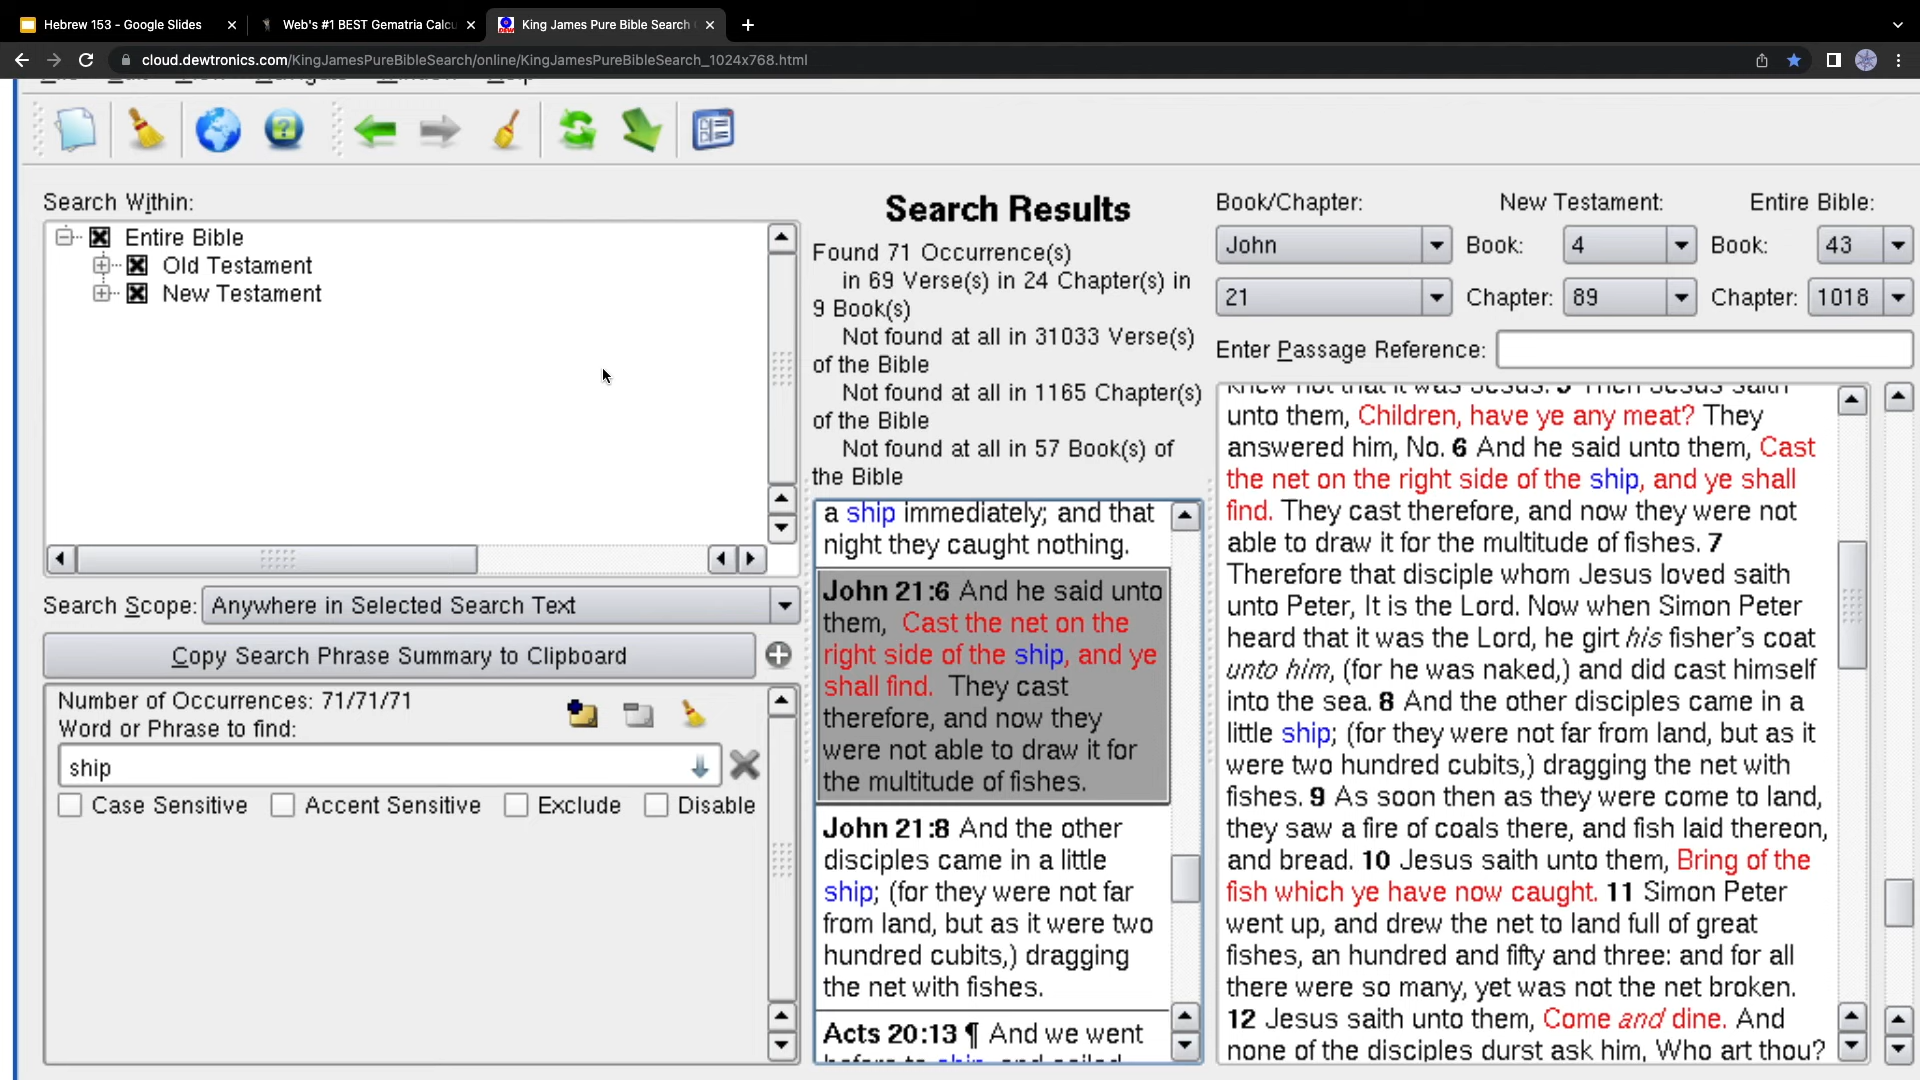 Hebrew 153 - Google Slides
Web's #1 BEST Gematria Calcu
King James Pure Bible Search
cloud.dewtronics.com/KingJamesPureBibleSearch/online/KingJamesPureBibleSearch_1024x768.html
Search Within:
Entire Bible
Old Testament
New Testament
Search Scope: Anywhere in Selected Search Text
Copy Search Phrase Summary to Clipboard
Number of Occurrences: 71/71/71
Word or Phrase to find:
ship
Case Sensitive Accent Sensitive Exclude Disable
Search Results
Found 71 Occurrence(s)
in 69 Verse(s) in 24 Chapter(s) in
9 Book(s)
Not found at all in 31033 Verse(s)
of the Bible
Not found at all in 1165 Chapter(s)
of the Bible
Not found at all in 57 Book(s) of
the Bible
a ship immediately; and that
night they caught nothing.
John 21:6 And he said unto
them, Cast the net on the
right side of the ship, and ye
shall find. They cast
therefore, and now they
were not able to draw it for
the multitude of fishes.
John 21:8 And the other
disciples came in a little
ship; (for they were not far
from land, but as it were two
hundred cubits,) dragging
the net with fishes.
Acts 20:13 ¶ And we went
before to ship, and sailed
Book/Chapter: New Testament: Entire Bible:
John Book: 4 Book: 43
21 Chapter: 89 Chapter: 1018
Enter Passage Reference:
knew not that it was Jesus. 5 Then Jesus saith
unto them, Children, have ye any meat? They
answered him, No. 6 And he said unto them, Cast
the net on the right side of the ship, and ye shall
find. They cast therefore, and now they were not
able to draw it for the multitude of fishes. 7
Therefore that disciple whom Jesus loved saith
unto Peter, It is the Lord. Now when Simon Peter
heard that it was the Lord, he girt his fisher's coat
unto him, (for he was naked,) and did cast himself
into the sea. 8 And the other disciples came in a
little ship; (for they were not far from land, but as it
were two hundred cubits,) dragging the net with
fishes. 9 As soon then as they were come to land,
they saw a fire of coals there, and fish laid thereon,
and bread. 10 Jesus saith unto them, Bring of the
fish which ye have now caught. 11 Simon Peter
went up, and drew the net to land full of great
fishes, an hundred and fifty and three: and for all
there were so many, yet was not the net broken.
12 Jesus saith unto them, Come and dine. And
none of the disciples durst ask him, Who art thou?